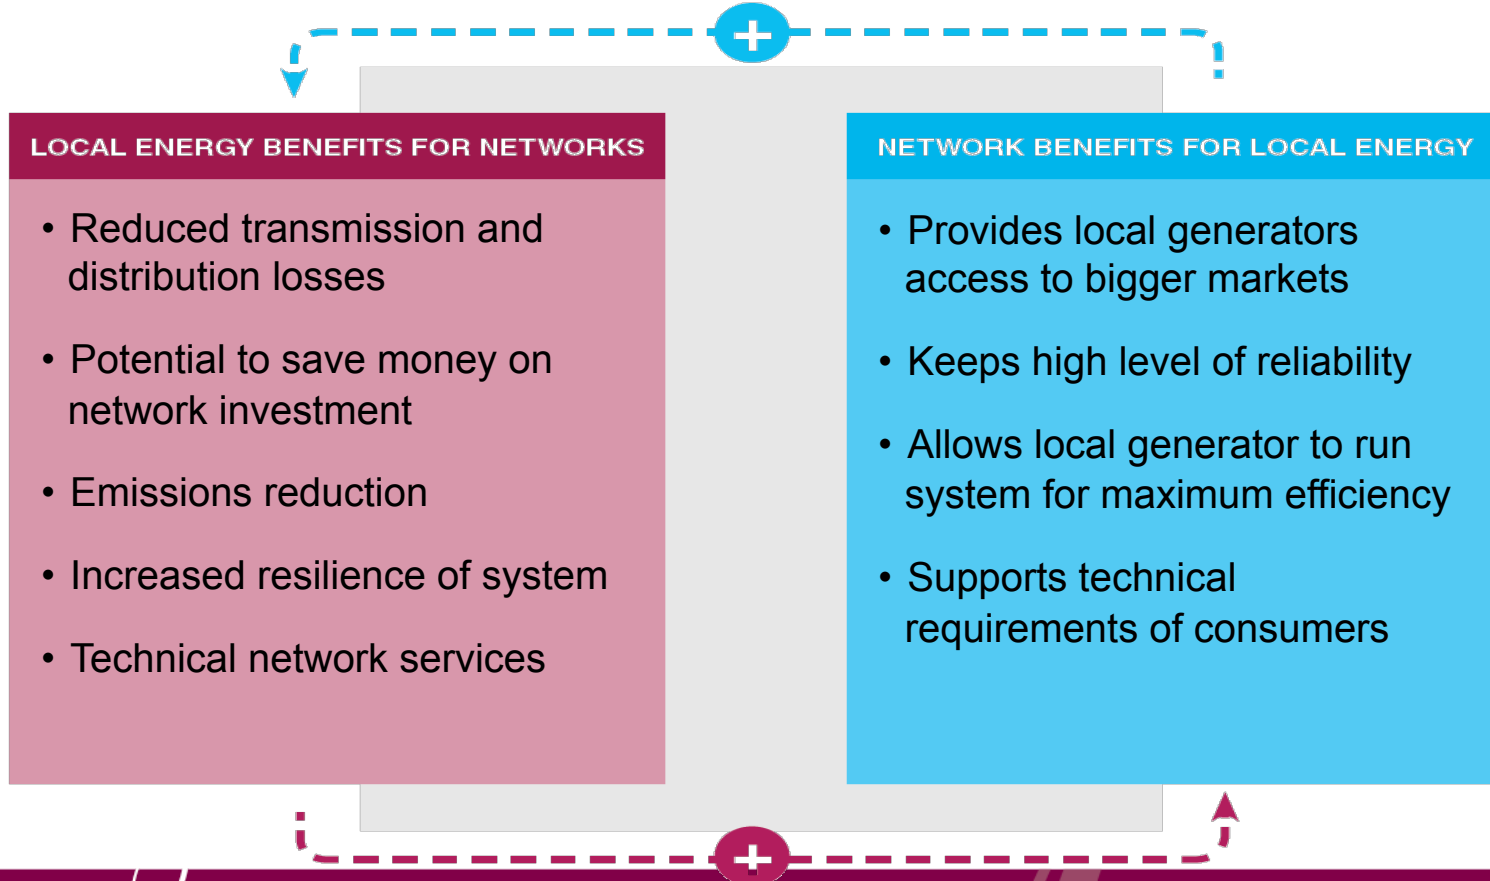 LOCAL ENERGY BENEFITS FOR NETWORKS
• Reduced transmission and
distribution losses
• Potential to save money on
network investment
• Emissions reduction
• Increased resilience of system
• Technical network services
NETWORK BENEFITS FOR LOCAL ENERGY
• Provides local generators
access to bigger markets
• Keeps high level of reliability
• Allows local generator to run
system for maximum efficiency
• Supports technical
requirements of consumers